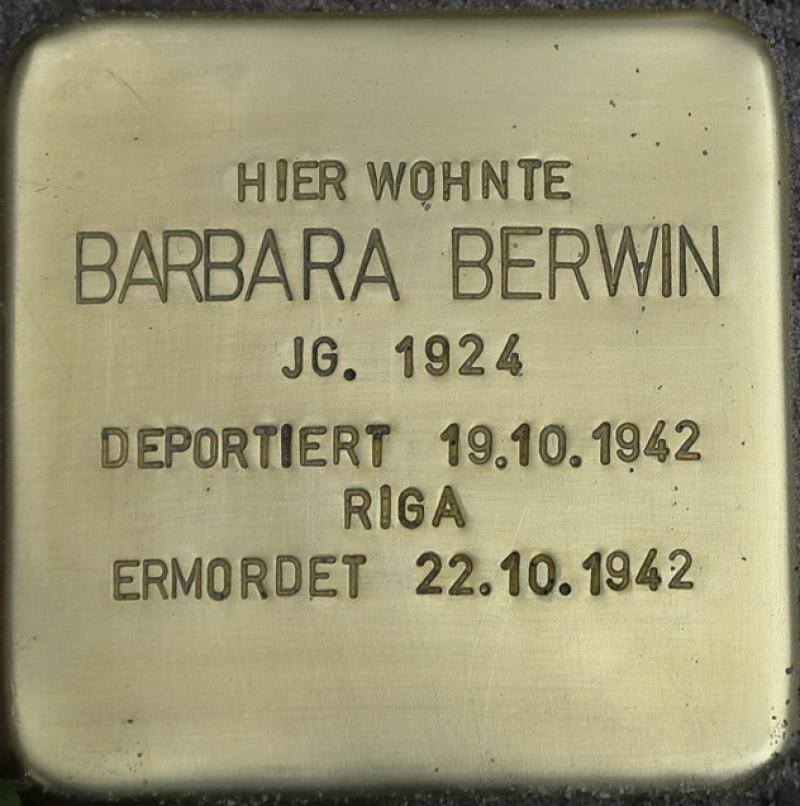 HIER WOHNTE
BARBARA BERWIN
JG. 1924
DEPORTIERT 19.10.1942
RIGA
ERMORDET 22.10.1942